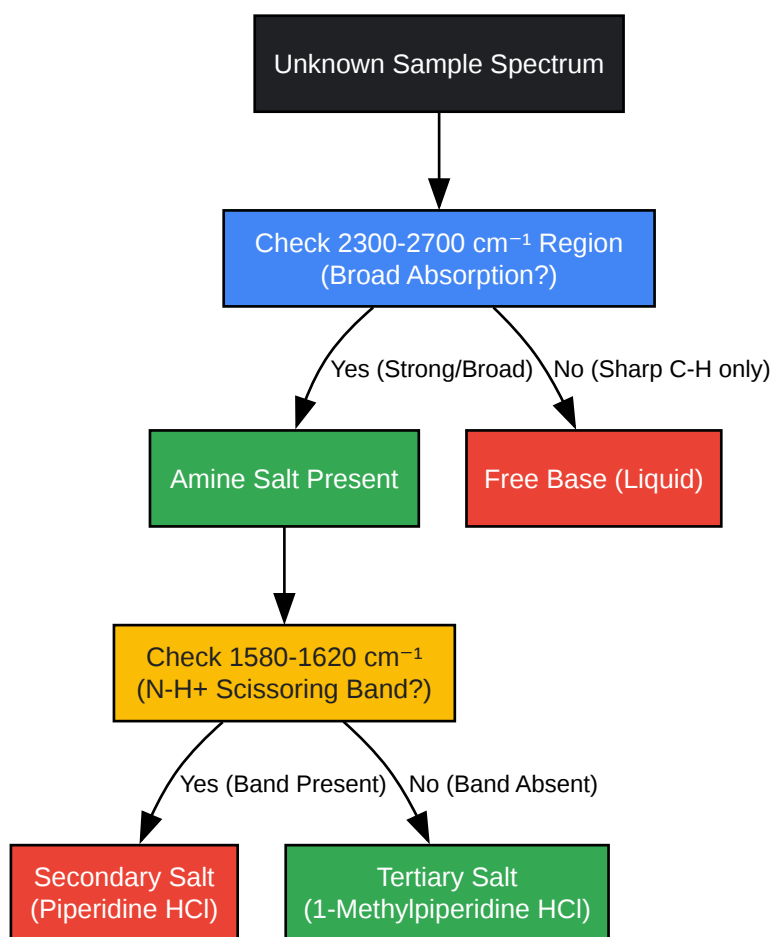 Unknown Sample Spectrum
Check 2300-2700 cm⁻¹ Region
(Broad Absorption?)
Yes (Strong/Broad)
No (Sharp C-H only)
Amine Salt Present
Free Base (Liquid)
Check 1580-1620 cm⁻¹
(N-H+ Scissoring Band?)
Yes (Band Present)
No (Band Absent)
Secondary Salt
(Piperidine HCl)
Tertiary Salt
(1-Methylpiperidine HCl)